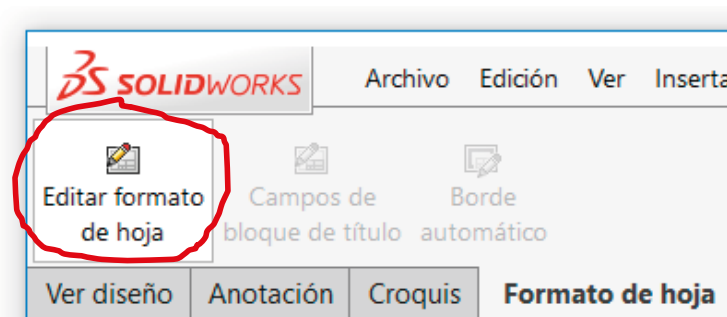 SOLIDWORKS Archivo Edición Ver Inserta
Editar formato de hoja
Campos de bloque de título
Borde automático
Ver diseño Anotación Croquis Formato de hoja